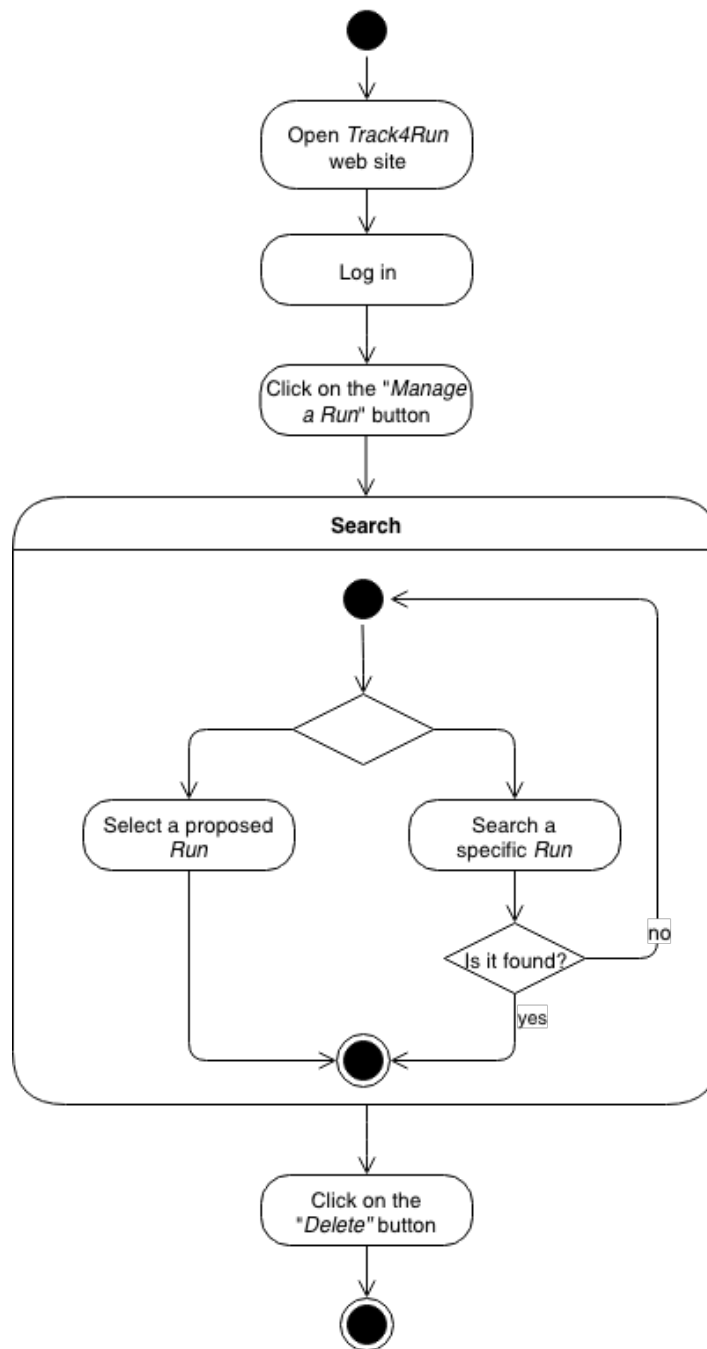 Open Track4Run
web site
Log in
Click on the "Manage
a Run" button
Search
Select a proposed
Run
Search a
specific Run
Is it found?
no
yes
Click on the
"Delete" button